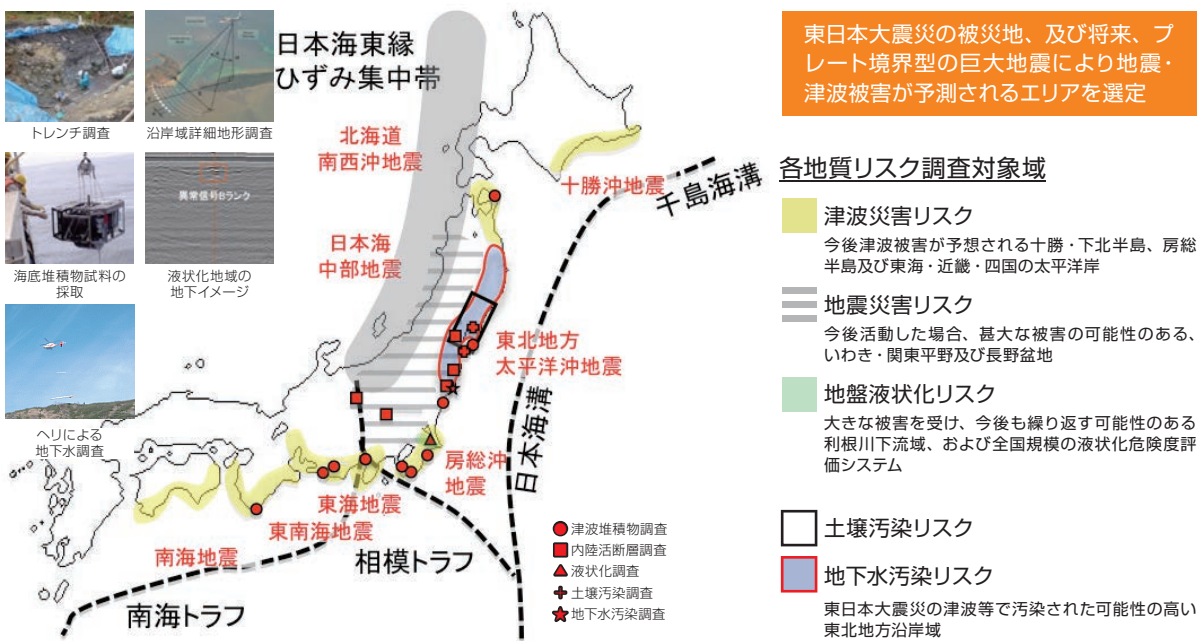 トレンチ調査
沿岸域詳細地形調査
異常信号Bランク
海底堆積物試料の
採取
液状化地域の
地下イメージ
ヘリによる
地下水調査
日本海東縁
ひずみ集中帯
北海道
南西沖地震
十勝沖地震
千島海溝
日本海
中部地震
東北地方
太平洋沖地震
日本海溝
房総沖
地震
東海地震
東南海地震
南海地震
相模トラフ
南海トラフ
津波堆積物調査
内陸活断層調査
液状化調査
土壌汚染調査
地下水汚染調査
東日本大震災の被災地、及び将来、プ
レート境界型の巨大地震により地震・
津波被害が予測されるエリアを選定
各地質リスク調査対象域
津波災害リスク
今後津波被害が予想される十勝・下北半島、房総
半島及び東海・近畿・四国の太平洋岸
地震災害リスク
今後活動した場合、甚大な被害の可能性のある、
いわき・関東平野及び長野盆地
地盤液状化リスク
大きな被害を受け、今後も繰り返す可能性のある
利根川下流域、および全国規模の液状化危険度評
価システム
土壌汚染リスク
地下水汚染リスク
東日本大震災の津波等で汚染された可能性の高い
東北地方沿岸域